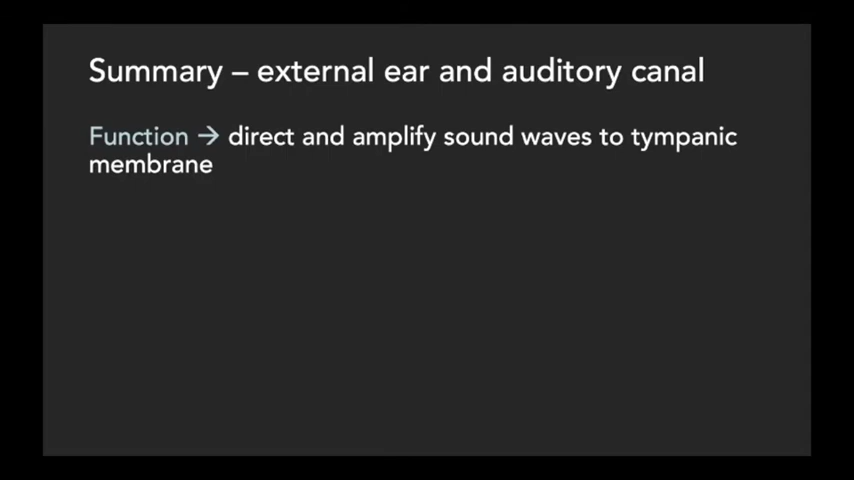 Summary – external ear and auditory canal
Function → direct and amplify sound waves to tympanic
membrane